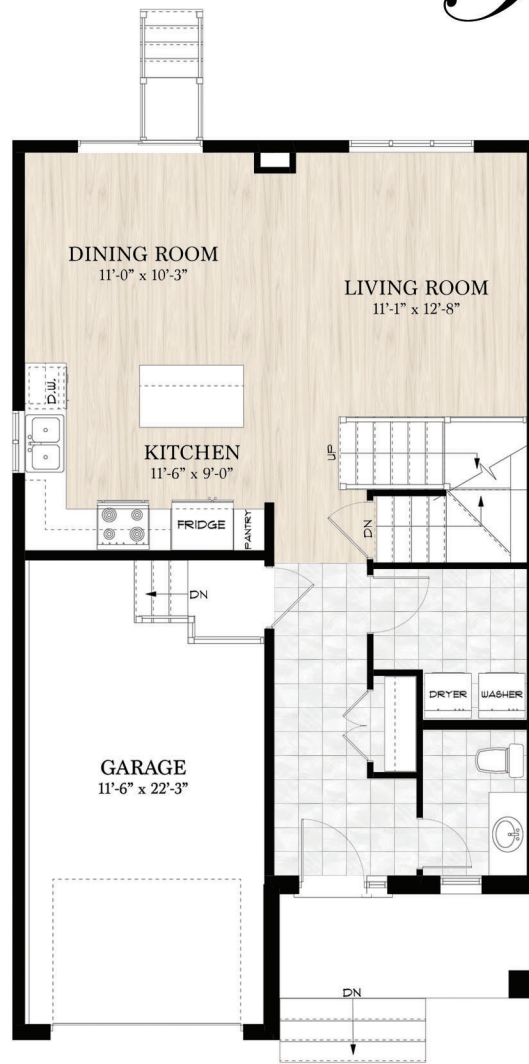 DINING ROOM
11'-0" x 10'-3"
LIVING ROOM
11'-1" x 12'-8"
D.W.
UP
KITCHEN
11'-6" x 9'-0"
FRIDGE
PANTRY
DN
DN
DRYER
WASHER
GARAGE
11'-6" x 22'-3"
DN